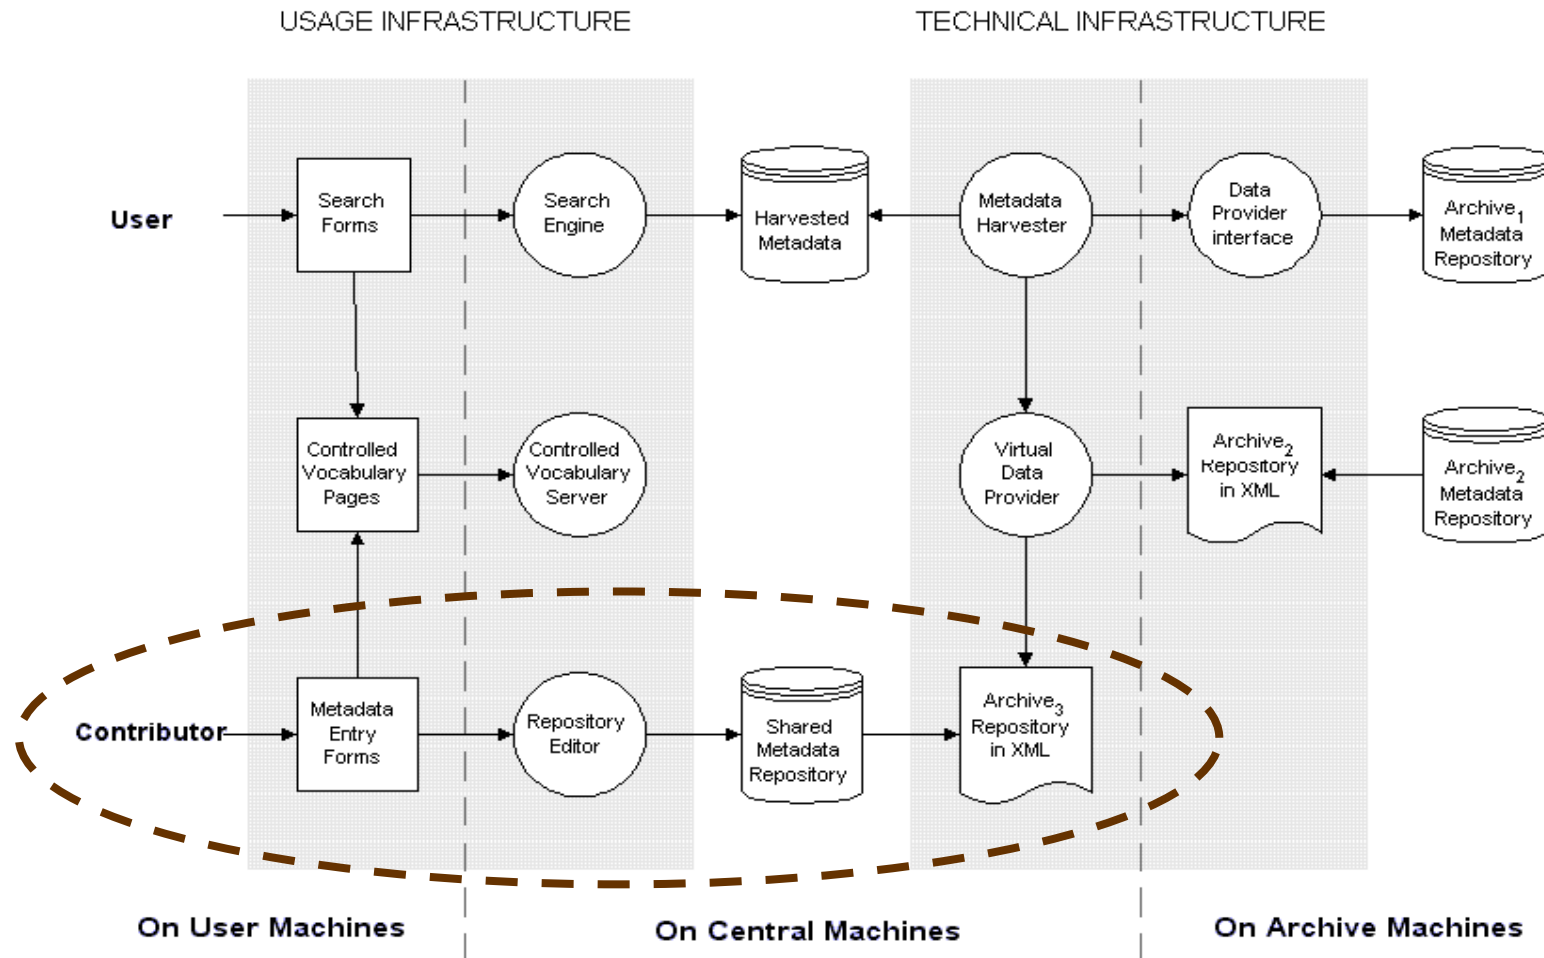 USAGE INFRASTRUCTURE
TECHNICAL INFRASTRUCTURE
User
Search
Forms
Search
Engine
Harvested
Metadata
Metadata
Harvester
Data
Provider
interface
Archive1
Metadata
Repository
Controlled
Vocabulary
Pages
Controlled
Vocabulary
Server
Virtual
Data
Provider
Archive2
Repository
in XML
Archive2
Metadata
Repository
Contributor
Metadata
Entry
Forms
Repository
Editor
Shared
Metadata
Repository
Archive3
Repository
in XML
On User Machines
On Central Machines
On Archive Machines